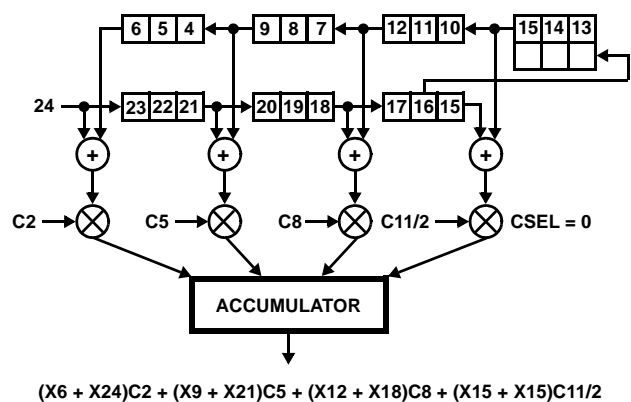 6 5 4 9 8 7 12 11 10 15 14 13
24 23 22 21 20 19 18 17 16 15
+ + + +
C2 C5 C8 C11/2 CSEL = 0
ACCUMULATOR
(X6 + X24)C2 + (X9 + X21)C5 + (X12 + X18)C8 + (X15 + X15)C11/2